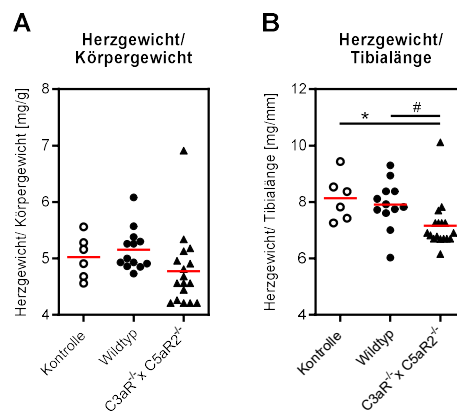 A
Herzgewicht/
Körpergewicht
Herzgewicht/ Körpergewicht [mg/g]
8
7
6
5
4
Kontrolle
Wildtyp
C3aR-/-x C5aR2-/-
B
Herzgewicht/
Tibialänge
Herzgewicht/ Tibialänge [mg/mm]
12
10
8
6
4
*
#
Kontrolle
Wildtyp
C3aR-/-x C5aR2-/-